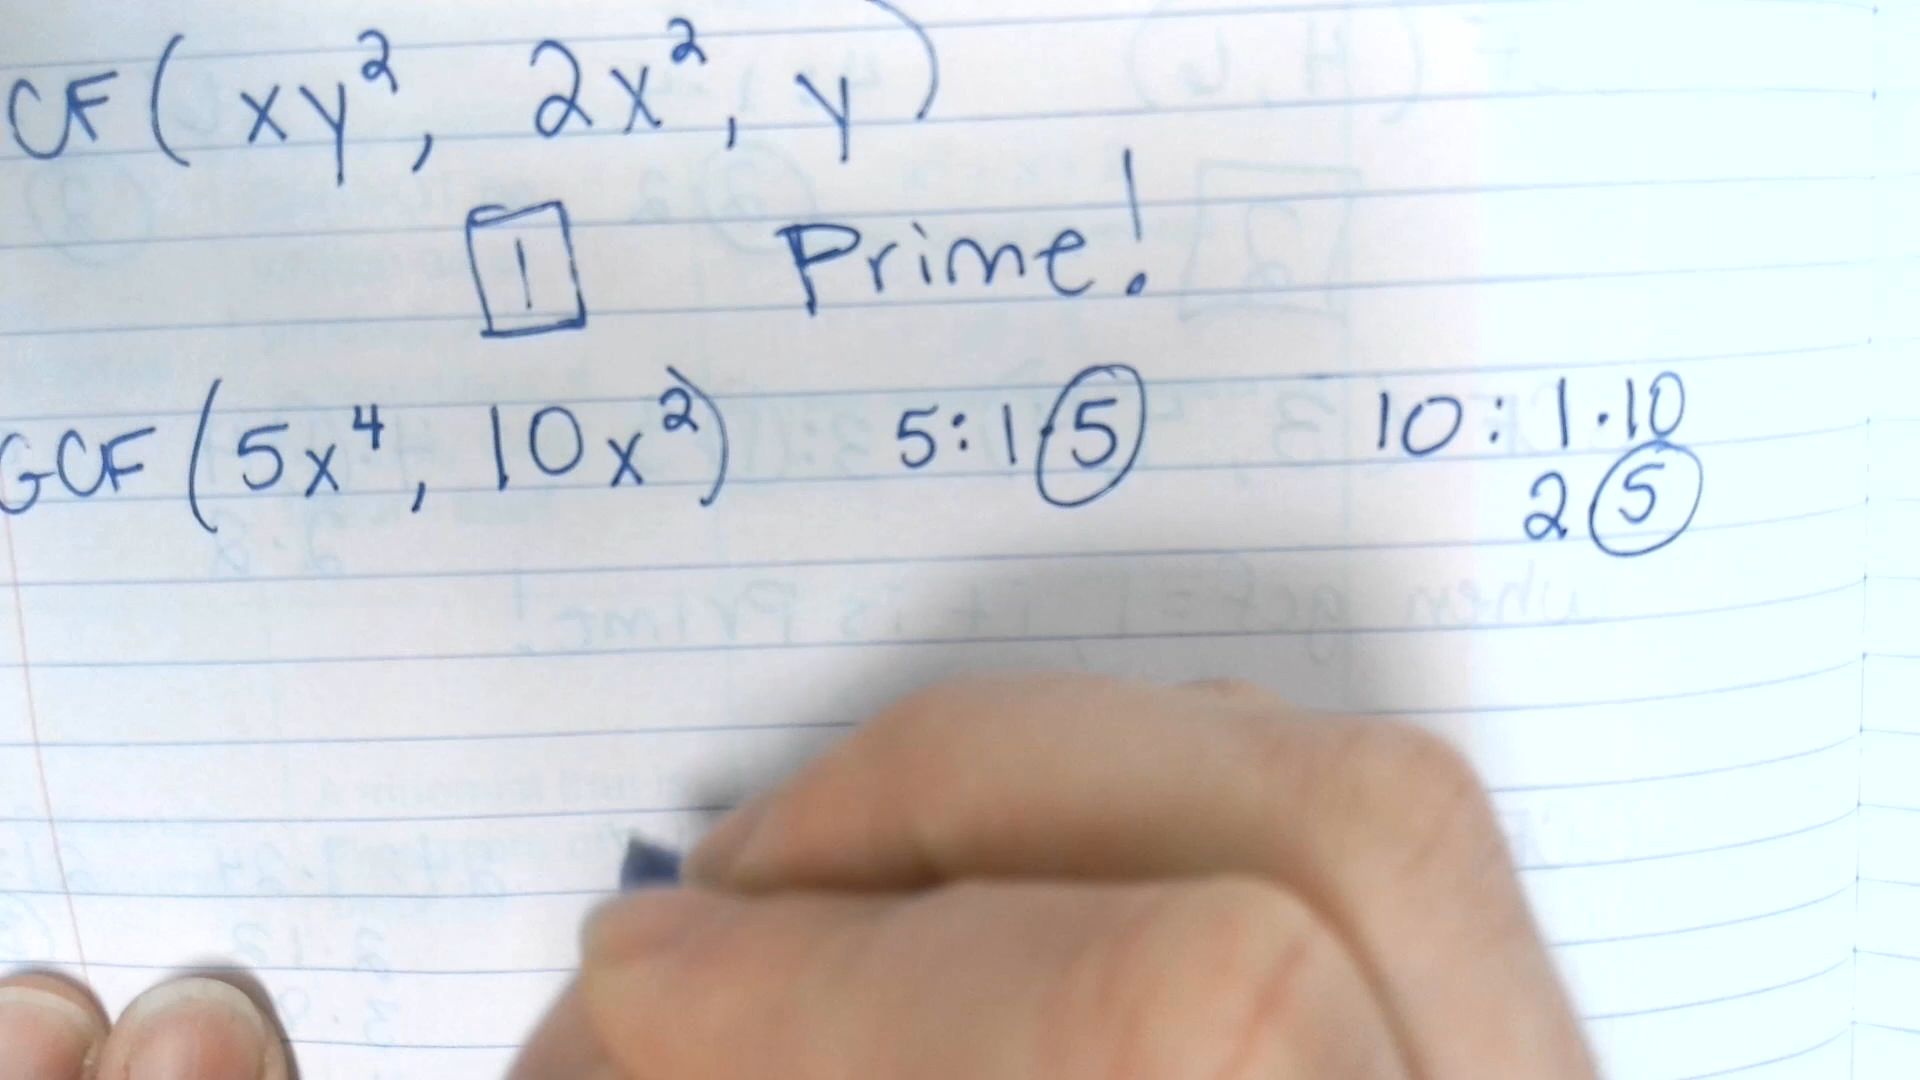 CF(xy², 2x², y)
1 Prime!
GCF(5x⁴, 10x²) 5:1·5 10:1·10
2 5